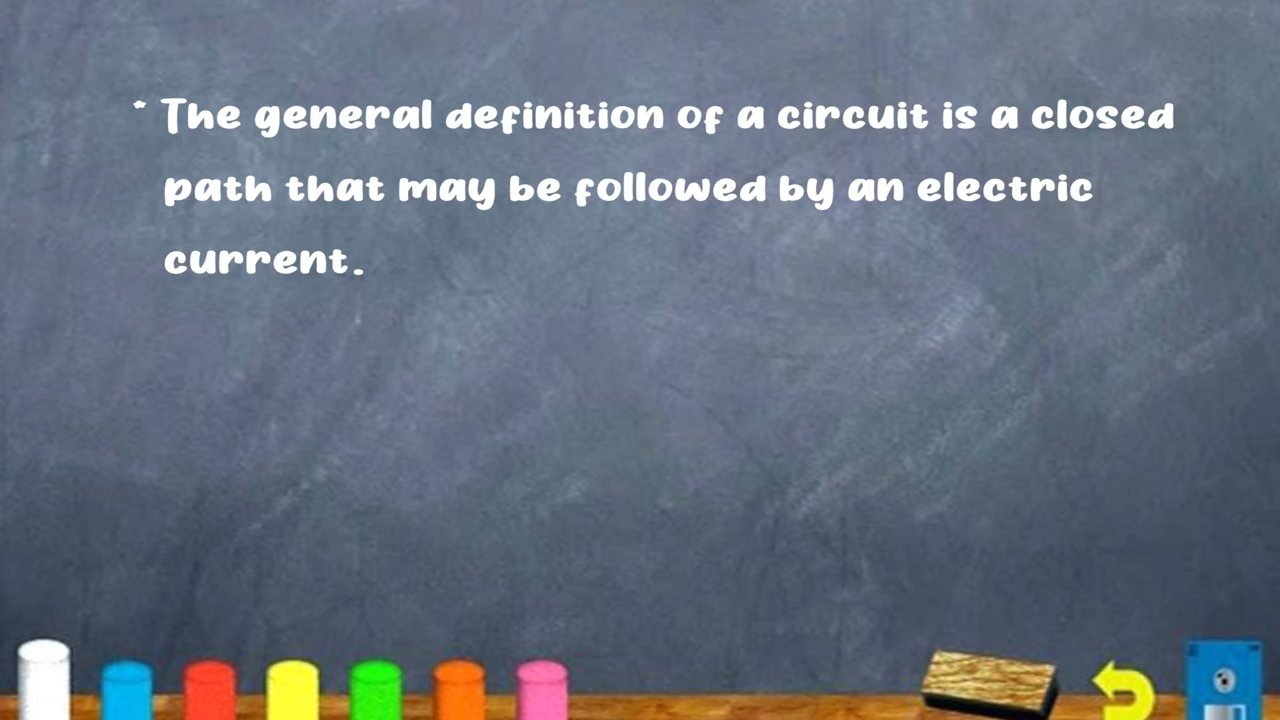 * The general definition of a circuit is a closed
path that may be followed by an electric
current.